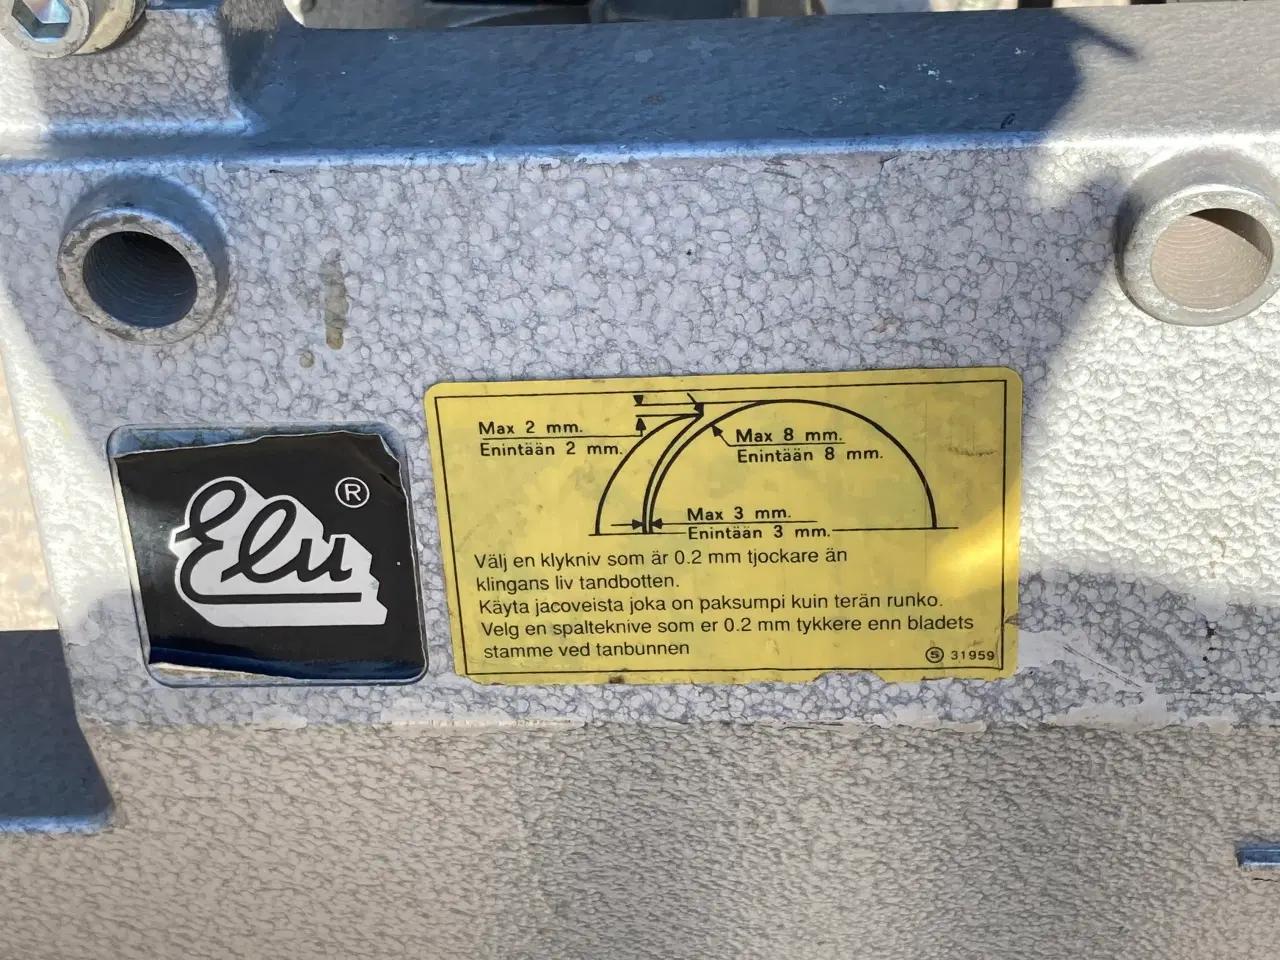 Elu ®
Max 2 mm.
Enintään 2 mm.
Max 8 mm.
Enintään 8 mm.
Max 3 mm.
Enintään 3 mm.
Välj en klykniv som är 0.2 mm tjockare än
klingans liv tandbotten.
Käyta jacoveista joka on paksumpi kuin terän runko.
Velg en spalteknive som er 0.2 mm tykkere enn bladets
stamme ved tanbunnen
S 31959